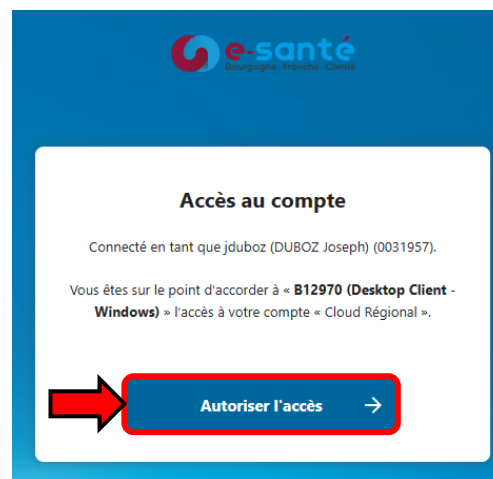 e-santé
Bourgogne-Franche-Comté
Accès au compte
Connecté en tant que jduboz (DUBOZ Joseph) (0031957).
Vous êtes sur le point d'accorder à « B12970 (Desktop Client -
Windows) » l'accès à votre compte « Cloud Régional ».
Autoriser l'accès